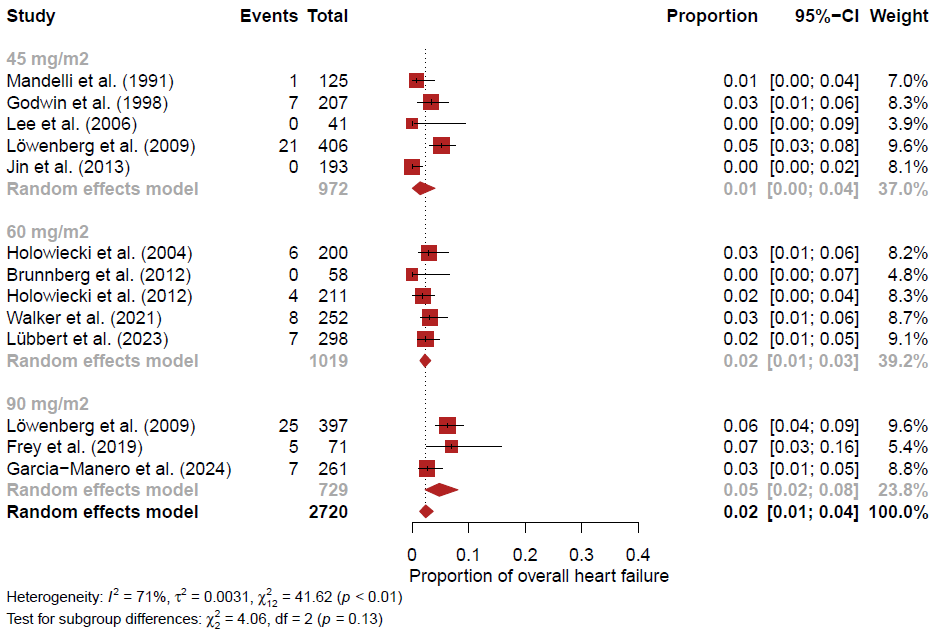 Study Events Total Proportion 95%−CI Weight
45 mg/m2
Mandelli et al. (1991) 1 125 0.01 [0.00; 0.04] 7.0%
Godwin et al. (1998) 7 207 0.03 [0.01; 0.06] 8.3%
Lee et al. (2006) 0 41 0.00 [0.00; 0.09] 3.9%
Löwenberg et al. (2009) 21 406 0.05 [0.03; 0.08] 9.6%
Jin et al. (2013) 0 193 0.00 [0.00; 0.02] 8.1%
Random effects model 972 0.01 [0.00; 0.04] 37.0%
60 mg/m2
Holowiecki et al. (2004) 6 200 0.03 [0.01; 0.06] 8.2%
Brunnberg et al. (2012) 0 58 0.00 [0.00; 0.07] 4.8%
Holowiecki et al. (2012) 4 211 0.02 [0.00; 0.04] 8.3%
Walker et al. (2021) 8 252 0.03 [0.01; 0.06] 8.7%
Lübbert et al. (2023) 7 298 0.02 [0.01; 0.05] 9.1%
Random effects model 1019 0.02 [0.01; 0.03] 39.2%
90 mg/m2
Löwenberg et al. (2009) 25 397 0.06 [0.04; 0.09] 9.6%
Frey et al. (2019) 5 71 0.07 [0.03; 0.16] 5.4%
Garcia−Manero et al. (2024) 7 261 0.03 [0.01; 0.05] 8.8%
Random effects model 729 0.05 [0.02; 0.08] 23.8%
Random effects model 2720 0.02 [0.01; 0.04] 100.0%
0 0.1 0.2 0.3 0.4
Proportion of overall heart failure
Heterogeneity: I² = 71%, τ² = 0.0031, χ²₁₂ = 41.62 (p < 0.01)
Test for subgroup differences: χ²₂ = 4.06, df = 2 (p = 0.13)